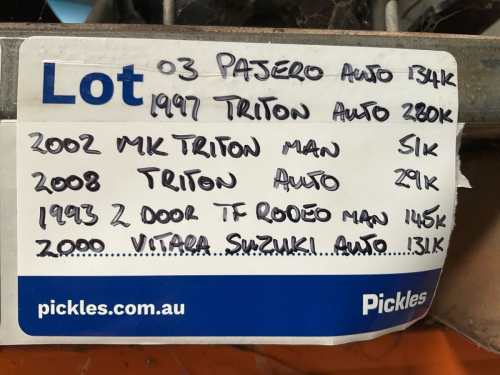 Lot
03 PAJERO AUTO 134K
1997 TRITON AUTO 280K
2002 MK TRITON MAN 51K
2008 TRITON AUTO 29K
1993 2 DOOR TF RODEO MAN 145K
2000 VITARA SUZUKI AUTO 131K
pickles.com.au
Pickles